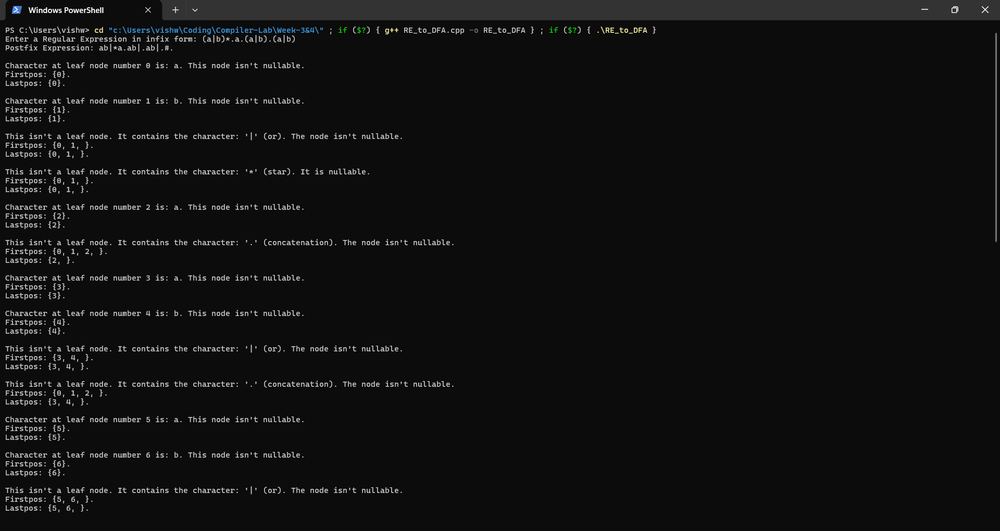 Windows PowerShell
PS C:\Users\vishw> cd "c:\Users\vishw\Coding\Compiler-Lab\Week-3&4\" ; if ($?) { g++ RE_to_DFA.cpp -o RE_to_DFA } ; if ($?) { .\RE_to_DFA }
Enter a Regular Expression in infix form: (a|b)*.a.(a|b).(a|b)
Postfix Expression: ab|*a.ab|.ab|.#.
Character at leaf node number 0 is: a. This node isn't nullable.
Firstpos: {0}.
Lastpos: {0}.
Character at leaf node number 1 is: b. This node isn't nullable.
Firstpos: {1}.
Lastpos: {1}.
This isn't a leaf node. It contains the character: '|' (or). The node isn't nullable.
Firstpos: {0, 1, }.
Lastpos: {0, 1, }.
This isn't a leaf node. It contains the character: '*' (star). It is nullable.
Firstpos: {0, 1, }.
Lastpos: {0, 1, }.
Character at leaf node number 2 is: a. This node isn't nullable.
Firstpos: {2}.
Lastpos: {2}.
This isn't a leaf node. It contains the character: '.' (concatenation). The node isn't nullable.
Firstpos: {0, 1, 2, }.
Lastpos: {2, }.
Character at leaf node number 3 is: a. This node isn't nullable.
Firstpos: {3}.
Lastpos: {3}.
Character at leaf node number 4 is: b. This node isn't nullable.
Firstpos: {4}.
Lastpos: {4}.
This isn't a leaf node. It contains the character: '|' (or). The node isn't nullable.
Firstpos: {3, 4, }.
Lastpos: {3, 4, }.
This isn't a leaf node. It contains the character: '.' (concatenation). The node isn't nullable.
Firstpos: {0, 1, 2, }.
Lastpos: {3, 4, }.
Character at leaf node number 5 is: a. This node isn't nullable.
Firstpos: {5}.
Lastpos: {5}.
Character at leaf node number 6 is: b. This node isn't nullable.
Firstpos: {6}.
Lastpos: {6}.
This isn't a leaf node. It contains the character: '|' (or). The node isn't nullable.
Firstpos: {5, 6, }.
Lastpos: {5, 6, }.